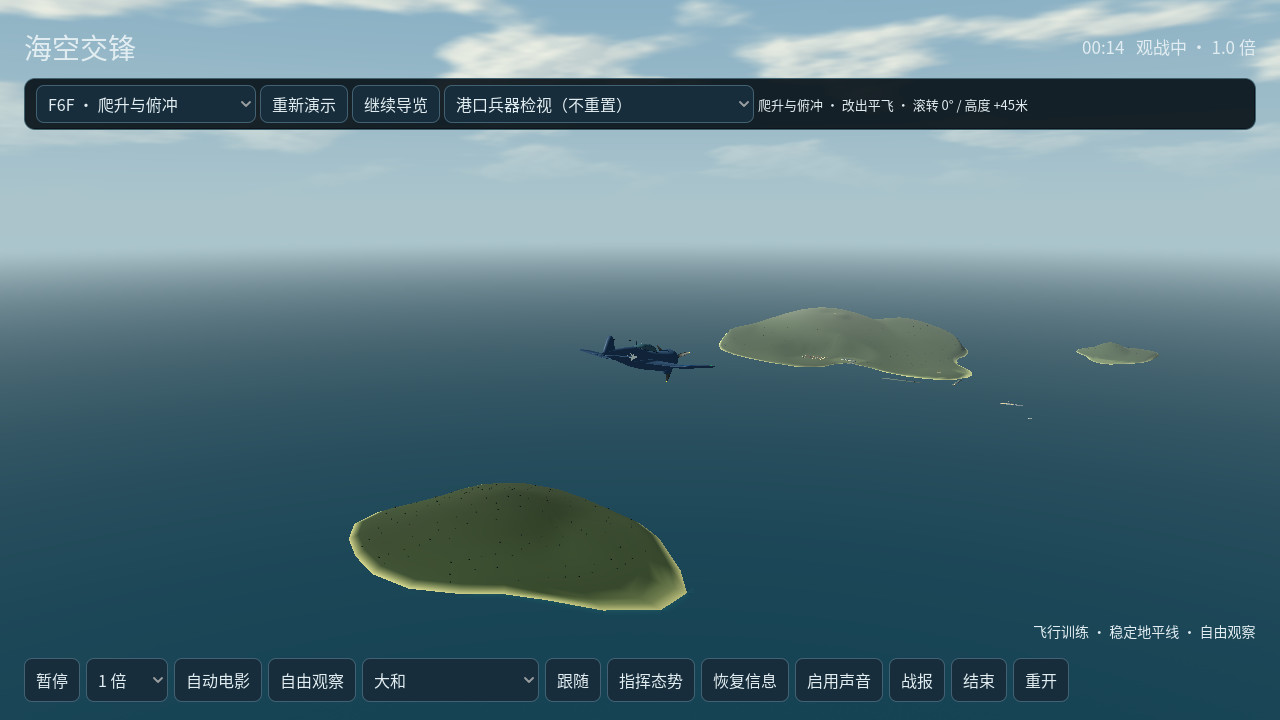 海空交锋
00:14 观战中 · 1.0 倍
F6F · 爬升与俯冲 重新演示 继续导览 港口兵器检视（不重置） 爬升与俯冲 · 改出平飞 · 滚转 0° / 高度 +45米
飞行训练 · 稳定地平线 · 自由观察
暂停 1 倍 自动电影 自由观察 大和 跟随 指挥态势 恢复信息 启用声音 战报 结束 重开